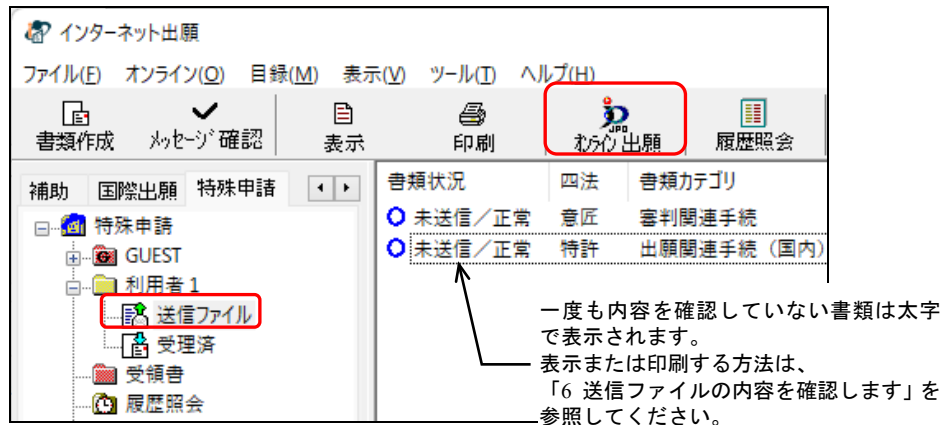 インターネット出願
ファイル(F) オンライン(O) 目録(M) 表示(V) ツール(T) ヘルプ(H)
書類作成 メッセージ確認 表示 印刷 オンライン出願 履歴照会
JPO
補助 国際出願 特殊申請
書類状況 四法 書類カテゴリ
特殊申請
未送信／正常 意匠 審判関連手続
GUEST
未送信／正常 特許 出願関連手続（国内）
利用者1
送信ファイル
受理済
受領書
履歴照会
一度も内容を確認していない書類は太字
で表示されます。
表示または印刷する方法は、
「6 送信ファイルの内容を確認します」を
参照してください。